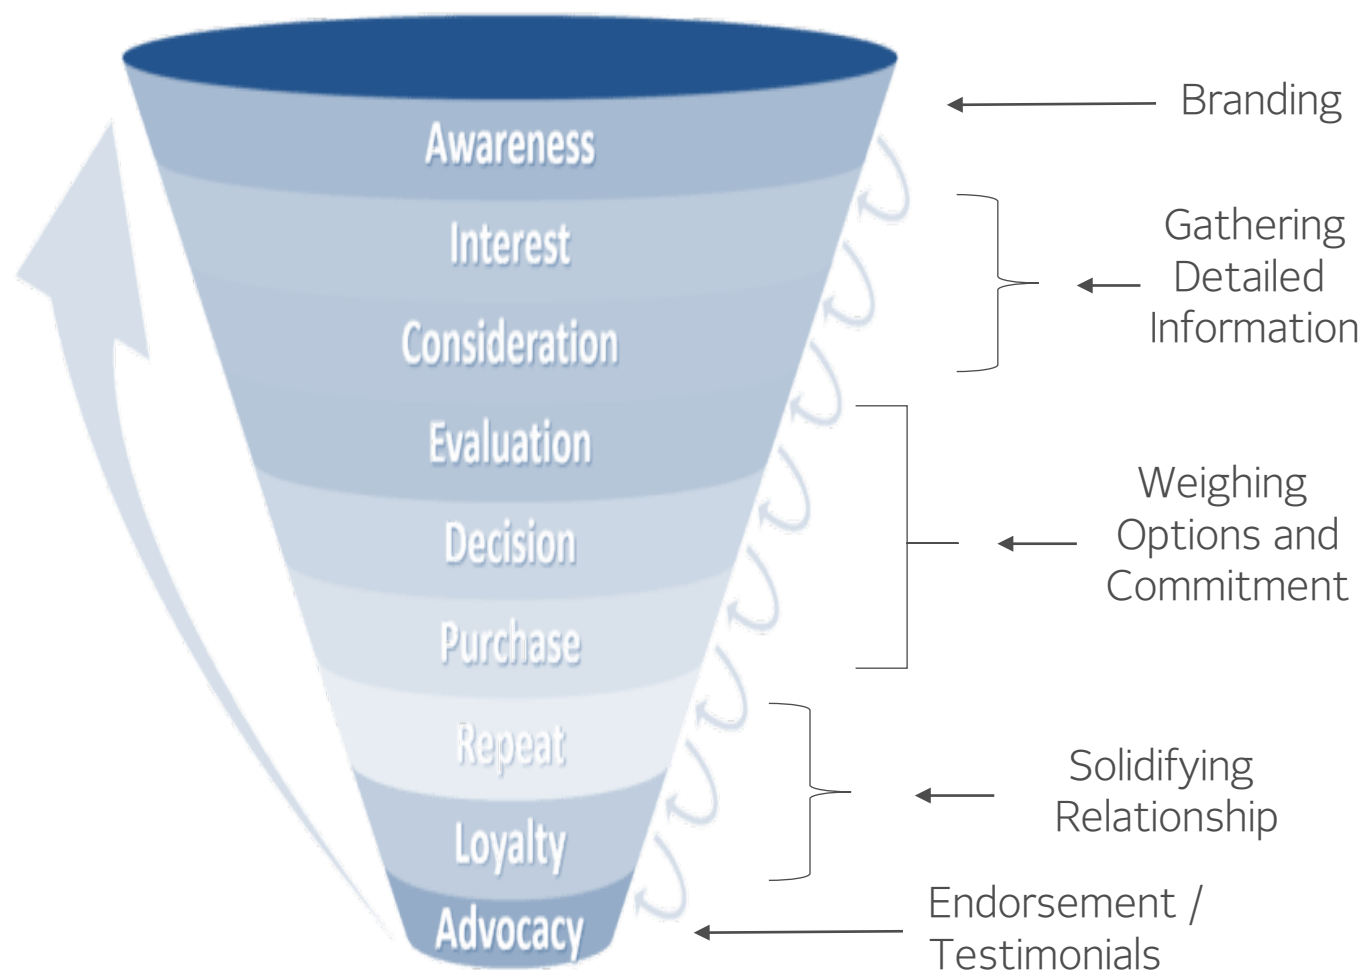 Awareness
Interest
Consideration
Evaluation
Decision
Purchase
Repeat
Loyalty
Advocacy
Branding
Gathering
Detailed
Information
Weighing
Options and
Commitment
Solidifying
Relationship
Endorsement /
Testimonials